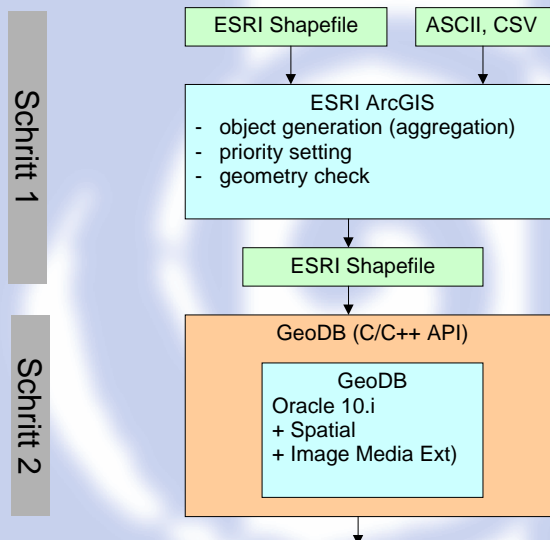 Schritt 1
ESRI Shapefile
ASCII, CSV
ESRI ArcGIS
- object generation (aggregation)
- priority setting
- geometry check
ESRI Shapefile
Schritt 2
GeoDB (C/C++ API)
GeoDB
Oracle 10.i
+ Spatial
+ Image Media Ext)